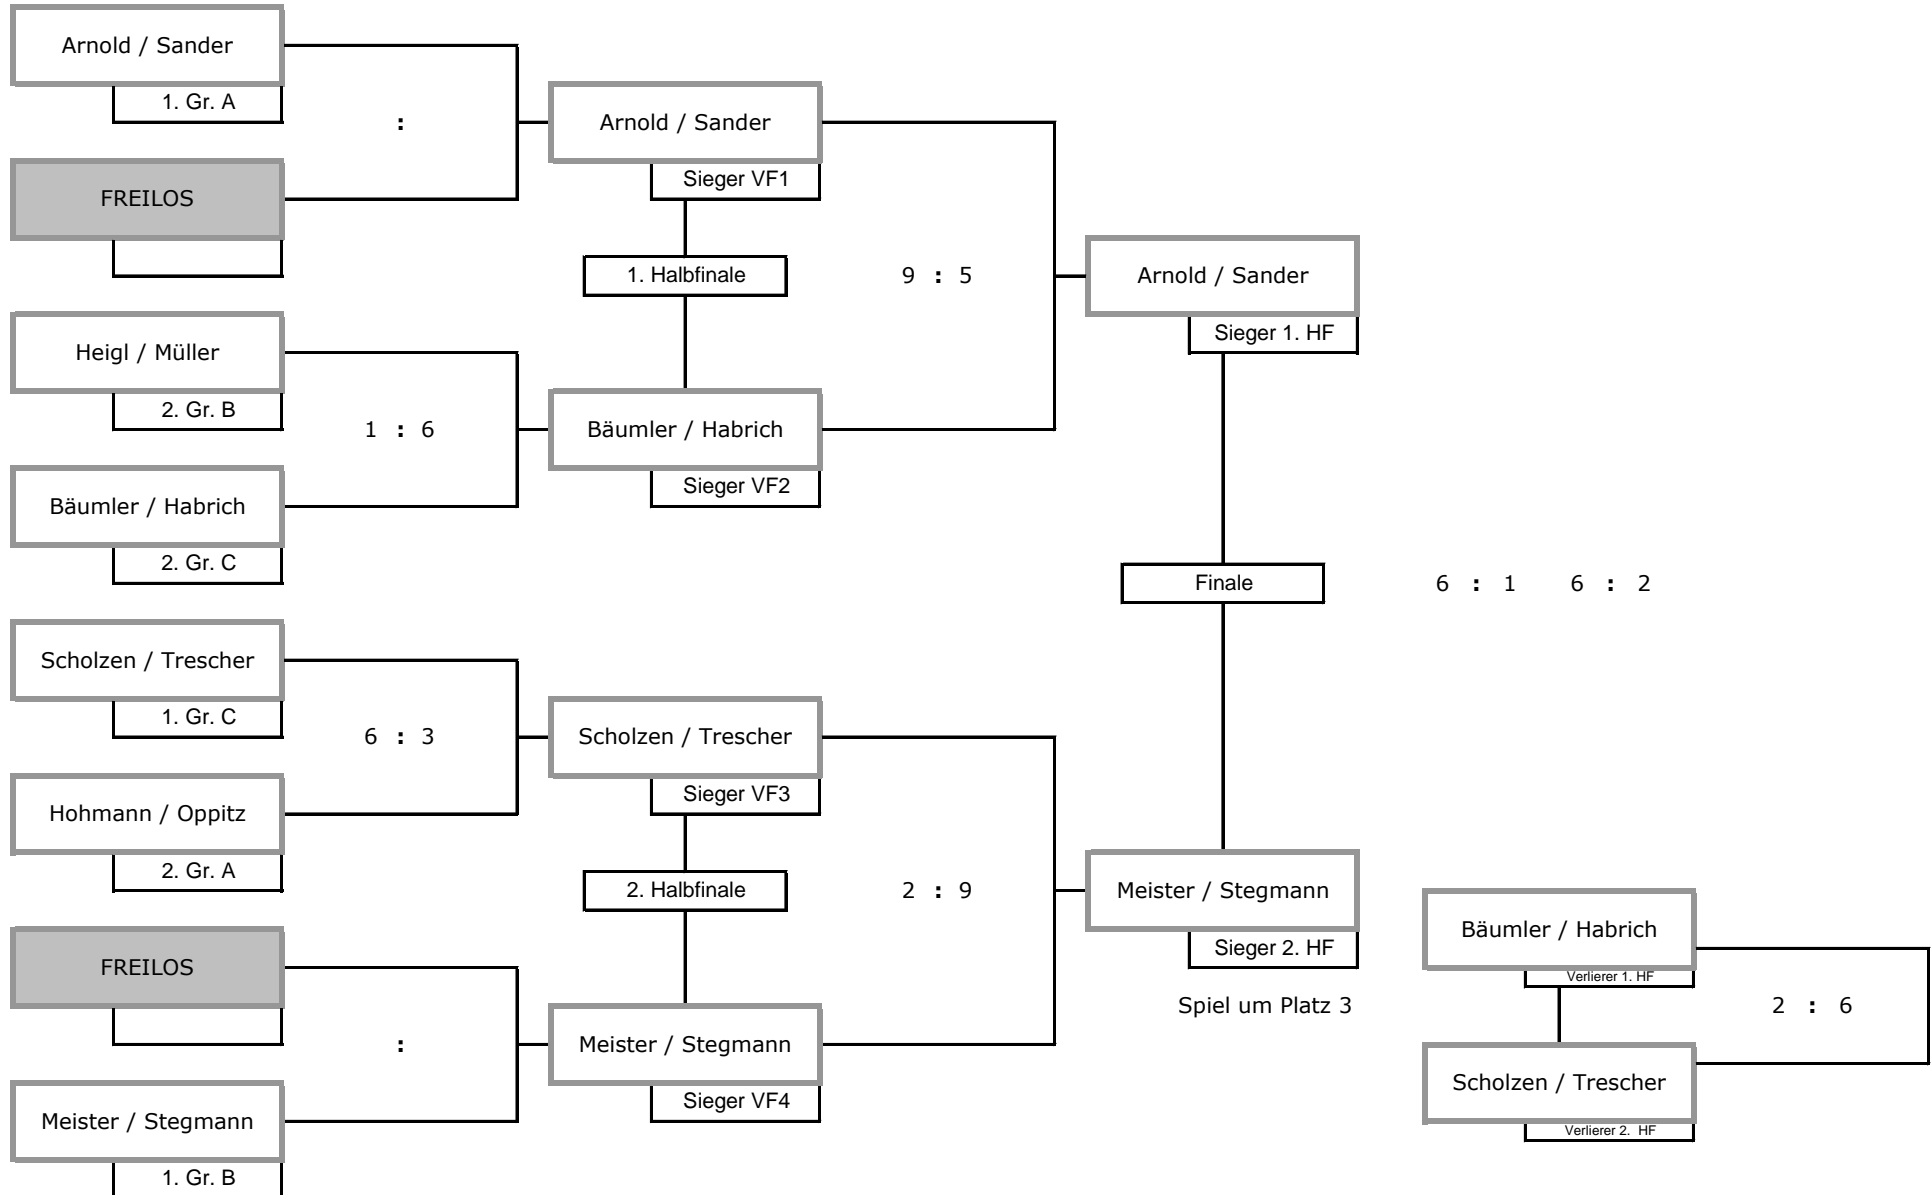 Arnold / Sander
1. Gr. A
:
FREILOS
Heigl / Müller
2. Gr. B
1 : 6
Bäumler / Habrich
2. Gr. C
Scholzen / Trescher
1. Gr. C
6 : 3
Hohmann / Oppitz
2. Gr. A
FREILOS
:
Meister / Stegmann
1. Gr. B
Arnold / Sander
Sieger VF1
1. Halbfinale
9 : 5
Bäumler / Habrich
Sieger VF2
Scholzen / Trescher
Sieger VF3
2. Halbfinale
2 : 9
Meister / Stegmann
Sieger VF4
Arnold / Sander
Sieger 1. HF
Finale
6 : 1 6 : 2
Meister / Stegmann
Sieger 2. HF
Spiel um Platz 3
Bäumler / Habrich
Verlierer 1. HF
2 : 6
Scholzen / Trescher
Verlierer 2. HF